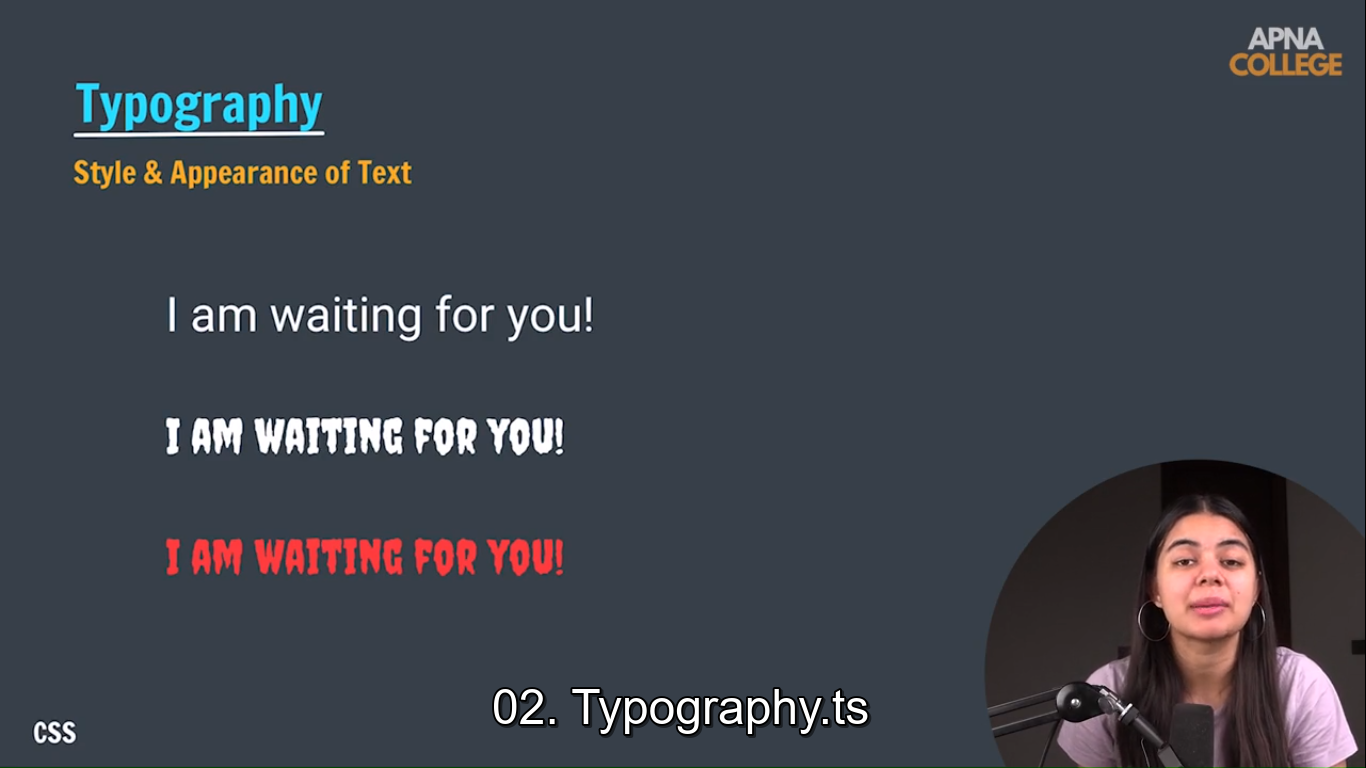 APNA
COLLEGE
Typography
Style & Appearance of Text
I am waiting for you!
I AM WAITING FOR YOU!
I AM WAITING FOR YOU!
02. Typography.ts
CSS